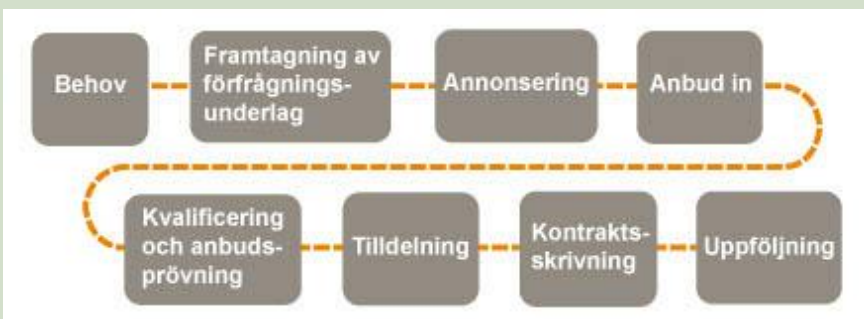 Behov
Framtagning av
förfrågnings-
underlag
Annonsering
Anbud in
Kvalificering
och anbuds-
prövning
Tilldelning
Kontrakts-
skrivning
Uppföljning